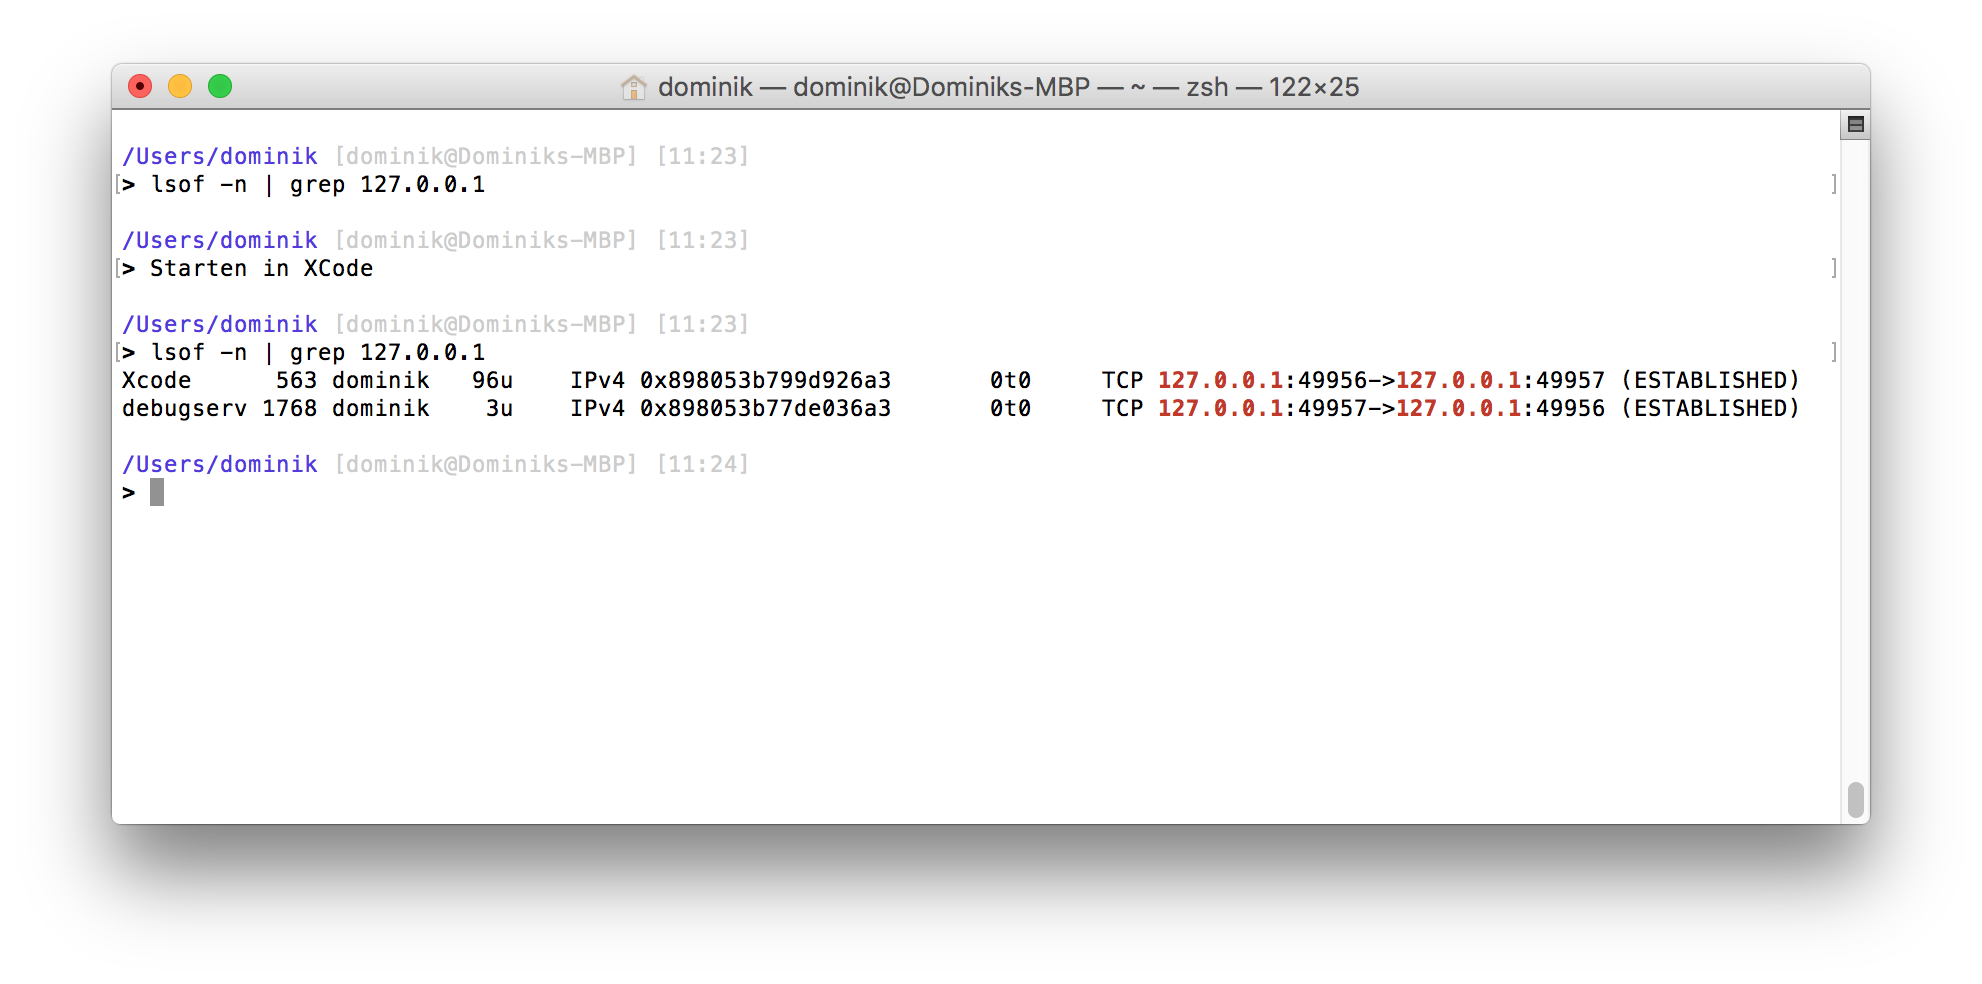 dominik — dominik@Dominiks-MBP — ~ — zsh — 122×25
/Users/dominik [dominik@Dominiks-MBP] [11:23]
[> lsof -n | grep 127.0.0.1 ]
/Users/dominik [dominik@Dominiks-MBP] [11:23]
[> Starten in XCode ]
/Users/dominik [dominik@Dominiks-MBP] [11:23]
[> lsof -n | grep 127.0.0.1 ]
Xcode      563 dominik   96u    IPv4 0x898053b799d926a3       0t0     TCP 127.0.0.1:49956->127.0.0.1:49957 (ESTABLISHED)
debugserv 1768 dominik    3u    IPv4 0x898053b77de036a3       0t0     TCP 127.0.0.1:49957->127.0.0.1:49956 (ESTABLISHED)
/Users/dominik [dominik@Dominiks-MBP] [11:24]
>